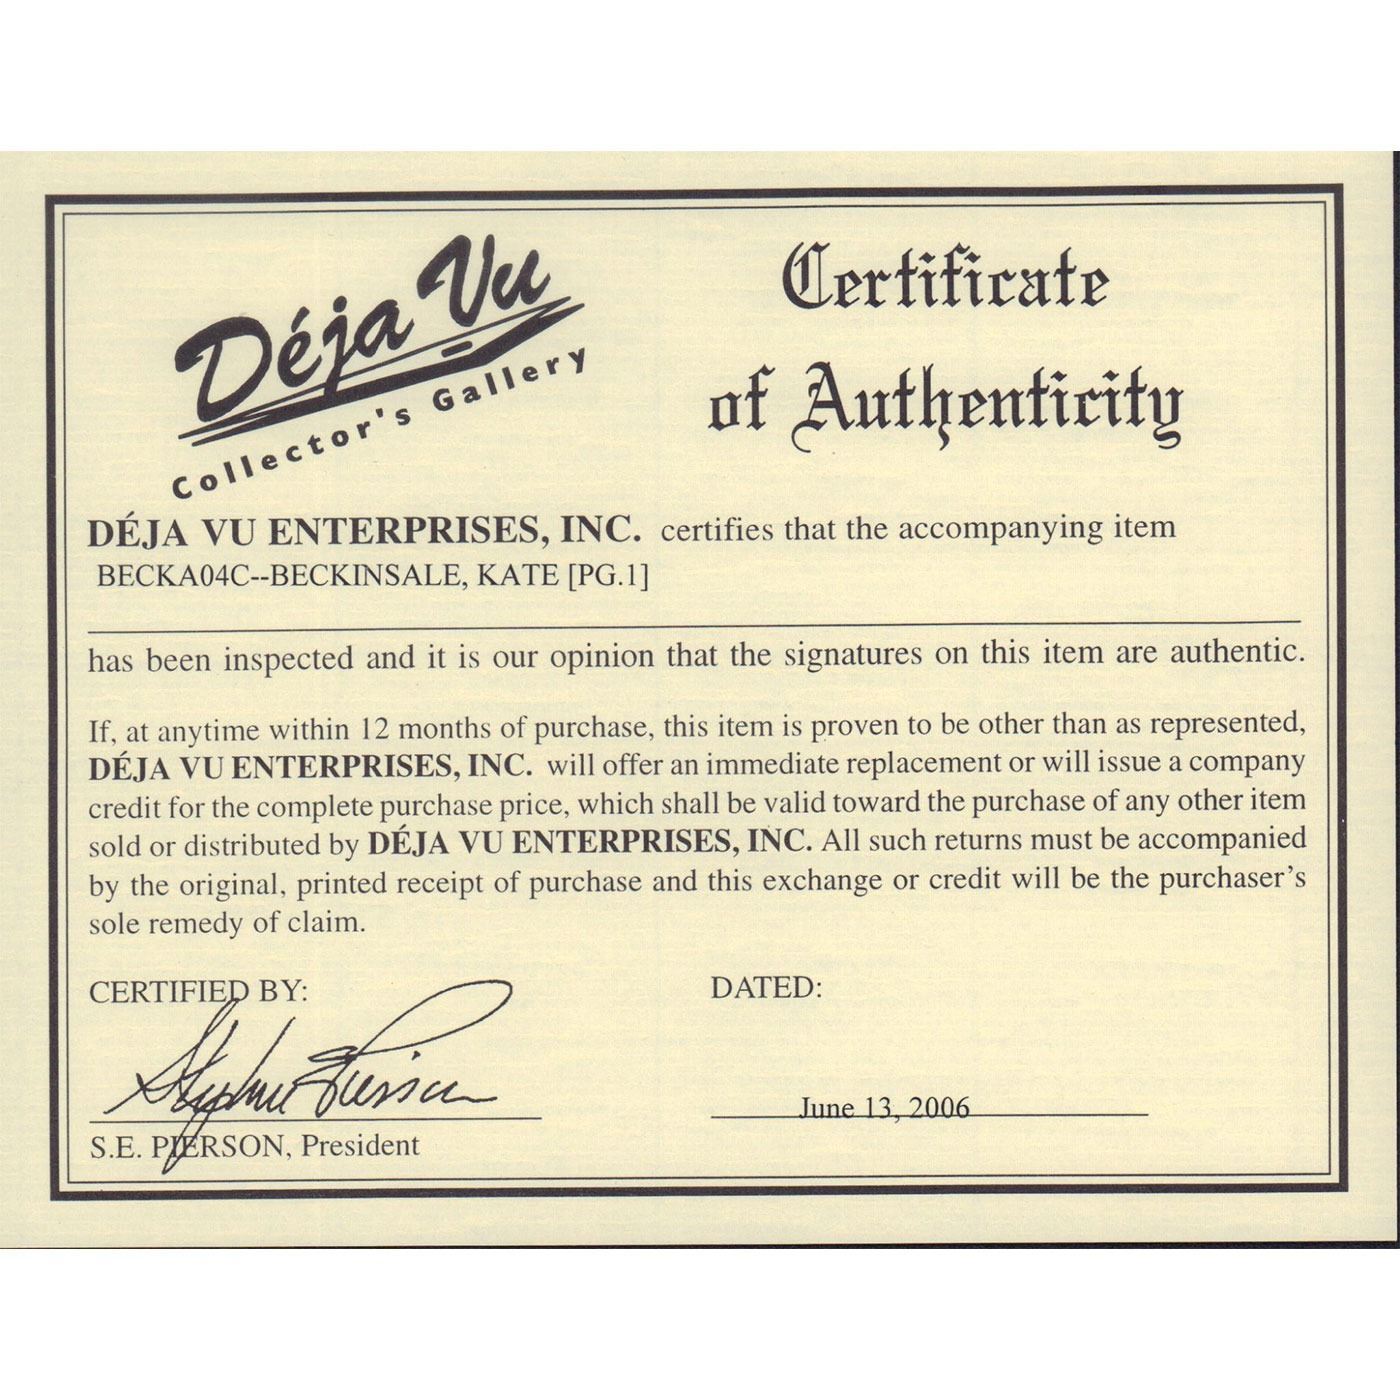 Déja Vu
Collector's Gallery
Certificate
of Authenticity
DÉJA VU ENTERPRISES, INC. certifies that the accompanying item
BECKA04C--BECKINSALE, KATE [PG.1]
has been inspected and it is our opinion that the signatures on this item are authentic.
If, at anytime within 12 months of purchase, this item is proven to be other than as represented,
DÉJA VU ENTERPRISES, INC. will offer an immediate replacement or will issue a company
credit for the complete purchase price, which shall be valid toward the purchase of any other item
sold or distributed by DÉJA VU ENTERPRISES, INC. All such returns must be accompanied
by the original, printed receipt of purchase and this exchange or credit will be the purchaser's
sole remedy of claim.
CERTIFIED BY:
S.E. PIERSON, President
DATED:
June 13, 2006